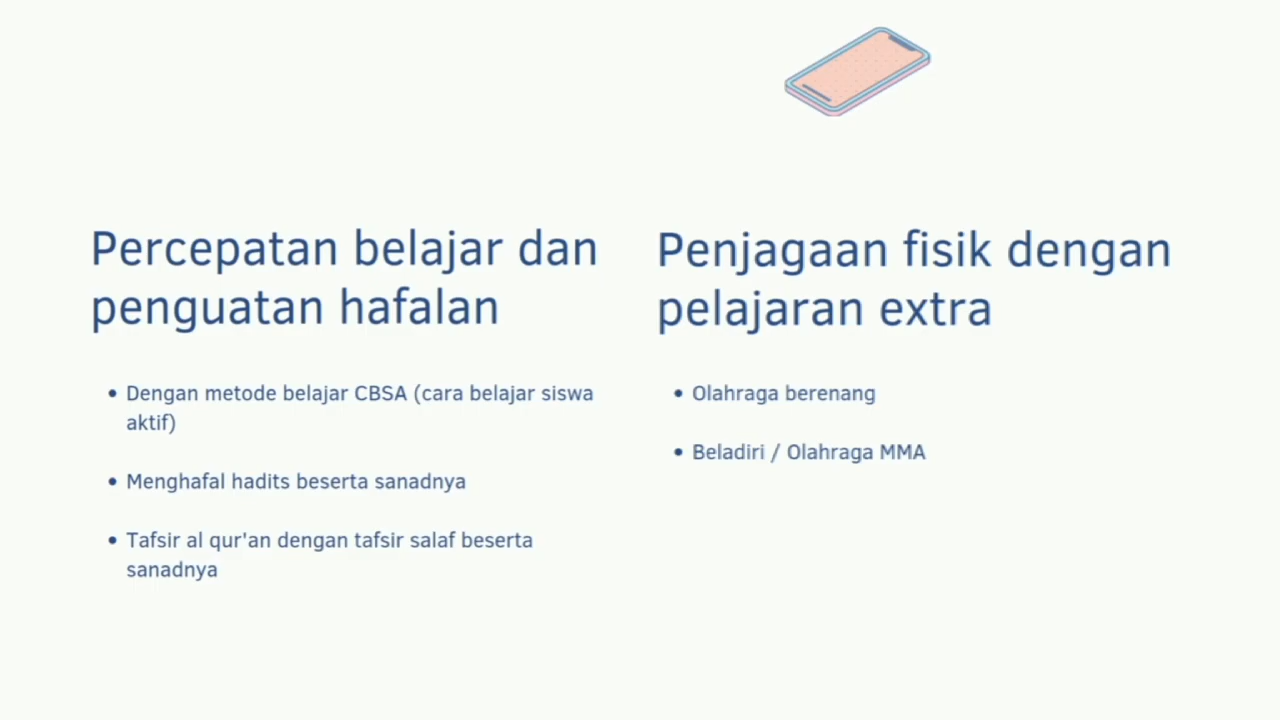 Percepatan belajar dan
penguatan hafalan
Dengan metode belajar CBSA (cara belajar siswa
aktif)
Menghafal hadits beserta sanadnya
Tafsir al qur'an dengan tafsir salaf beserta
sanadnya
Penjagaan fisik dengan
pelajaran extra
Olahraga berenang
Beladiri / Olahraga MMA